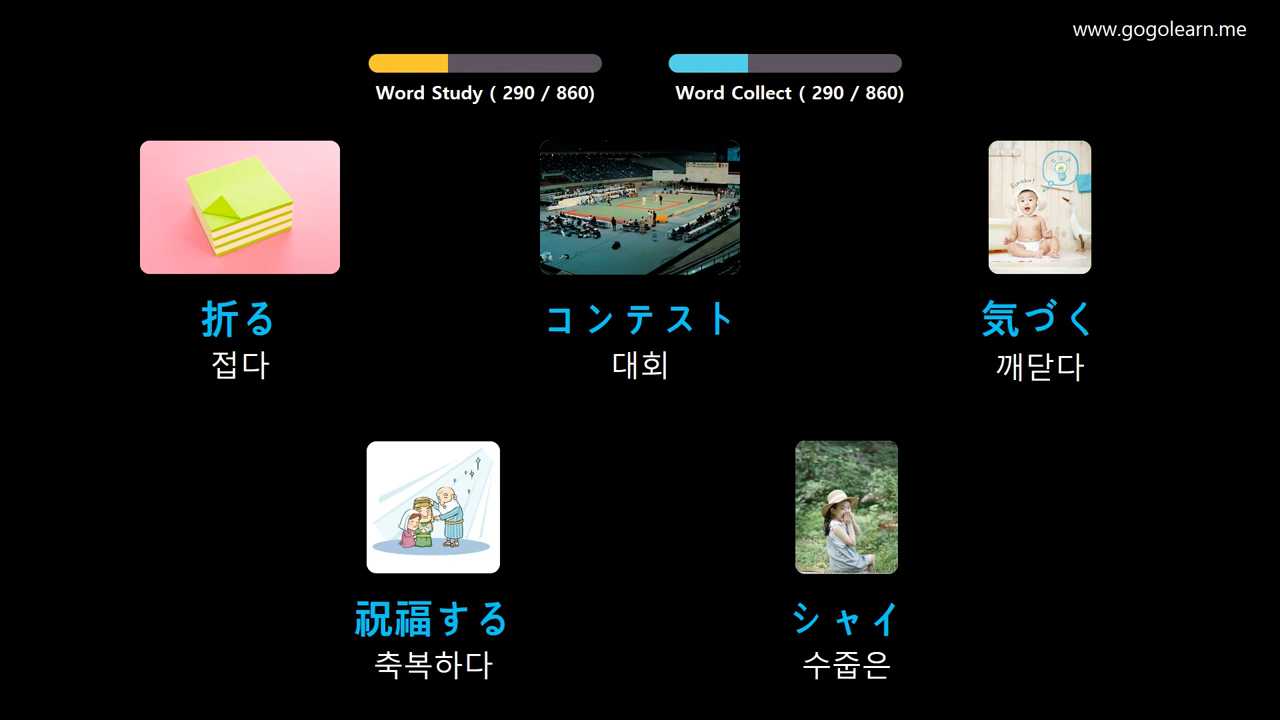 www.gogolearn.me
Word Study ( 290 / 860)
Word Collect ( 290 / 860)
折る
접다
コンテスト
대회
気づく
깨닫다
祝福する
축복하다
シャイ
수줍은